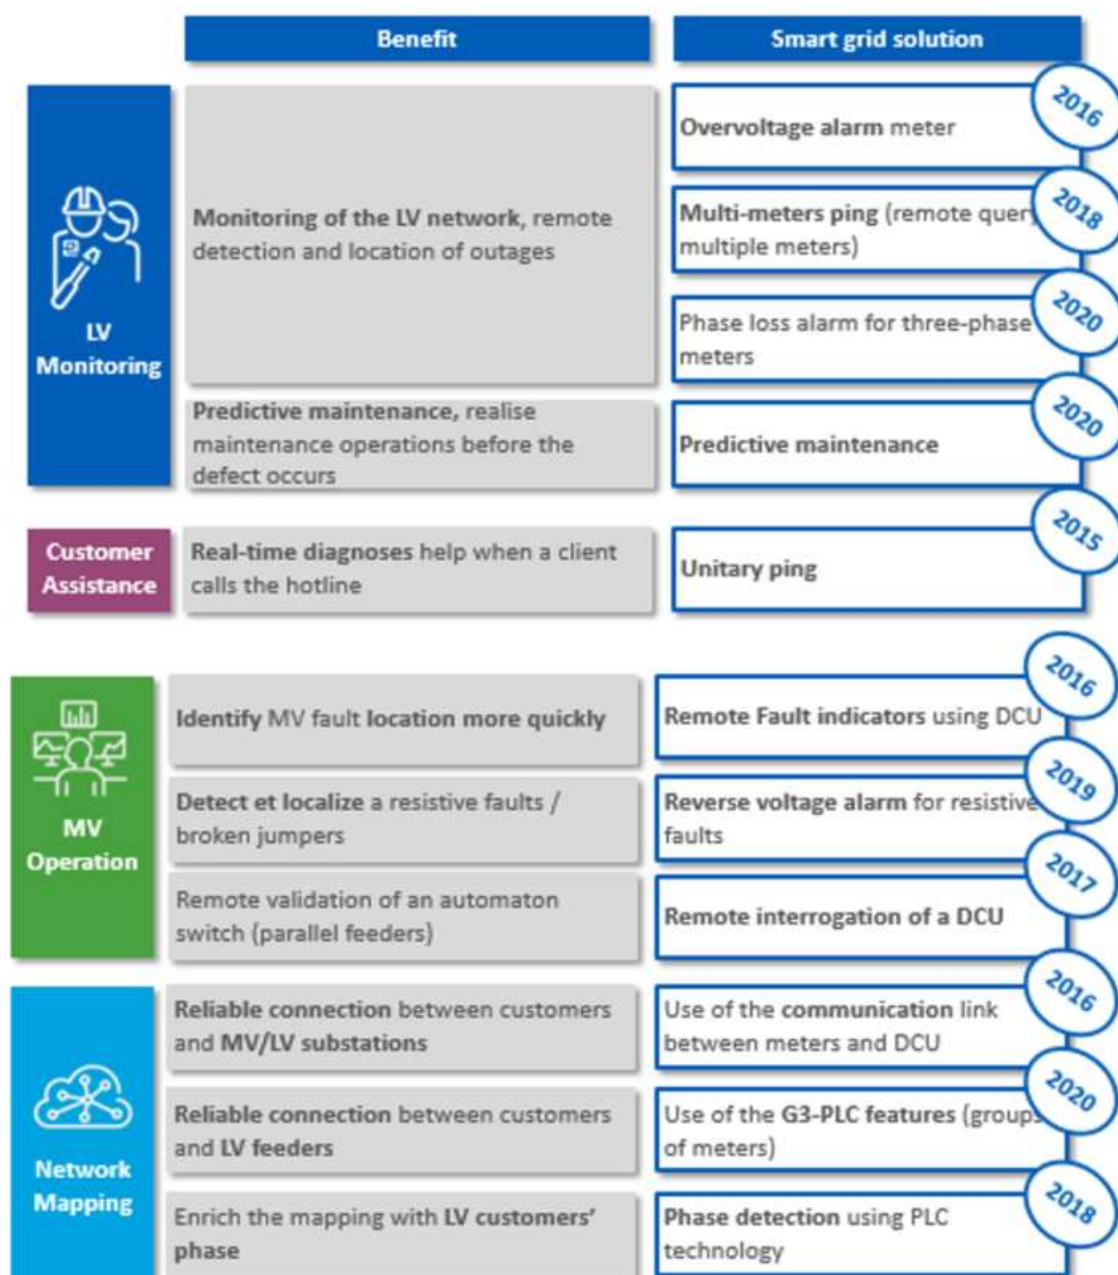 Benefit
Smart grid solution
LV
Monitoring
Monitoring of the LV network, remote
detection and location of outages
Overvoltage alarm meter
2016
Multi-meters ping (remote query
multiple meters)
2018
Phase loss alarm for three-phase
meters
2020
Predictive maintenance, realise
maintenance operations before the
defect occurs
Predictive maintenance
2020
Customer
Assistance
Real-time diagnoses help when a client
calls the hotline
Unitary ping
2015
MV
Operation
Identify MV fault location more quickly
Remote Fault indicators using DCU
2016
Detect et localize a resistive faults /
broken jumpers
Reverse voltage alarm for resistive
faults
2019
Remote validation of an automaton
switch (parallel feeders)
Remote interrogation of a DCU
2017
Network
Mapping
Reliable connection between customers
and MV/LV substations
Use of the communication link
between meters and DCU
2016
Reliable connection between customers
and LV feeders
Use of the G3-PLC features (groups
of meters)
2020
Enrich the mapping with LV customers’
phase
Phase detection using PLC
technology
2018